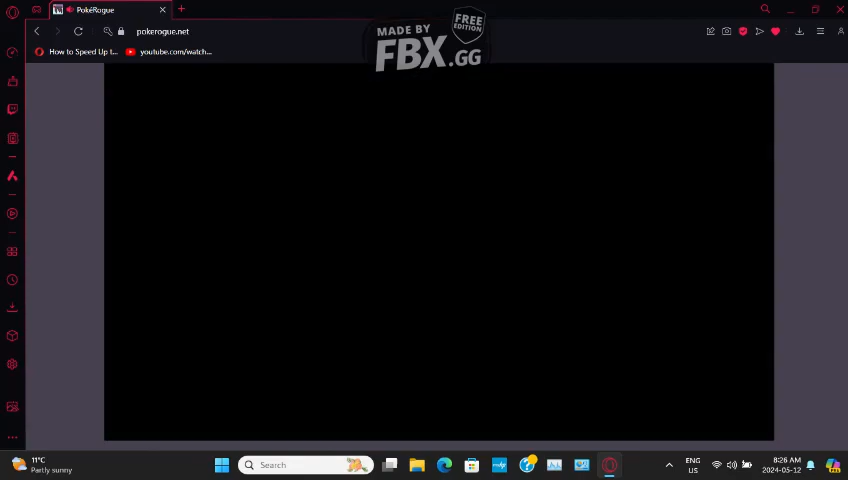 PokéRogue
MADE BY
FREE
EDITION
FBX.GG
pokerogue.net
How to Speed Up t...
youtube.com/watch...
11°C
Partly sunny
Search
ENG
US
8:26 AM
2024-05-12